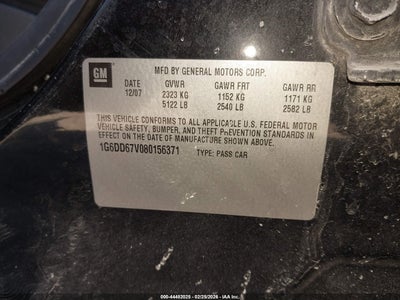 GM
MFD BY GENERAL MOTORS CORP.
DATE GVWR GAWR FRT GAWR RR
12/07 2323 KG 1152 KG 1171 KG
5122 LB 2540 LB 2582 LB
THIS VEHICLE CONFORMS TO ALL APPLICABLE U.S. FEDERAL MOTOR
VEHICLE SAFETY, BUMPER, AND THEFT PREVENTION STANDARDS IN
EFFECT ON THE DATE OF MANUFACTURE SHOWN ABOVE.
1G6DD67V080156371 TYPE: PASS CAR
000-44493028 - 02/25/2026 - IAA Inc.